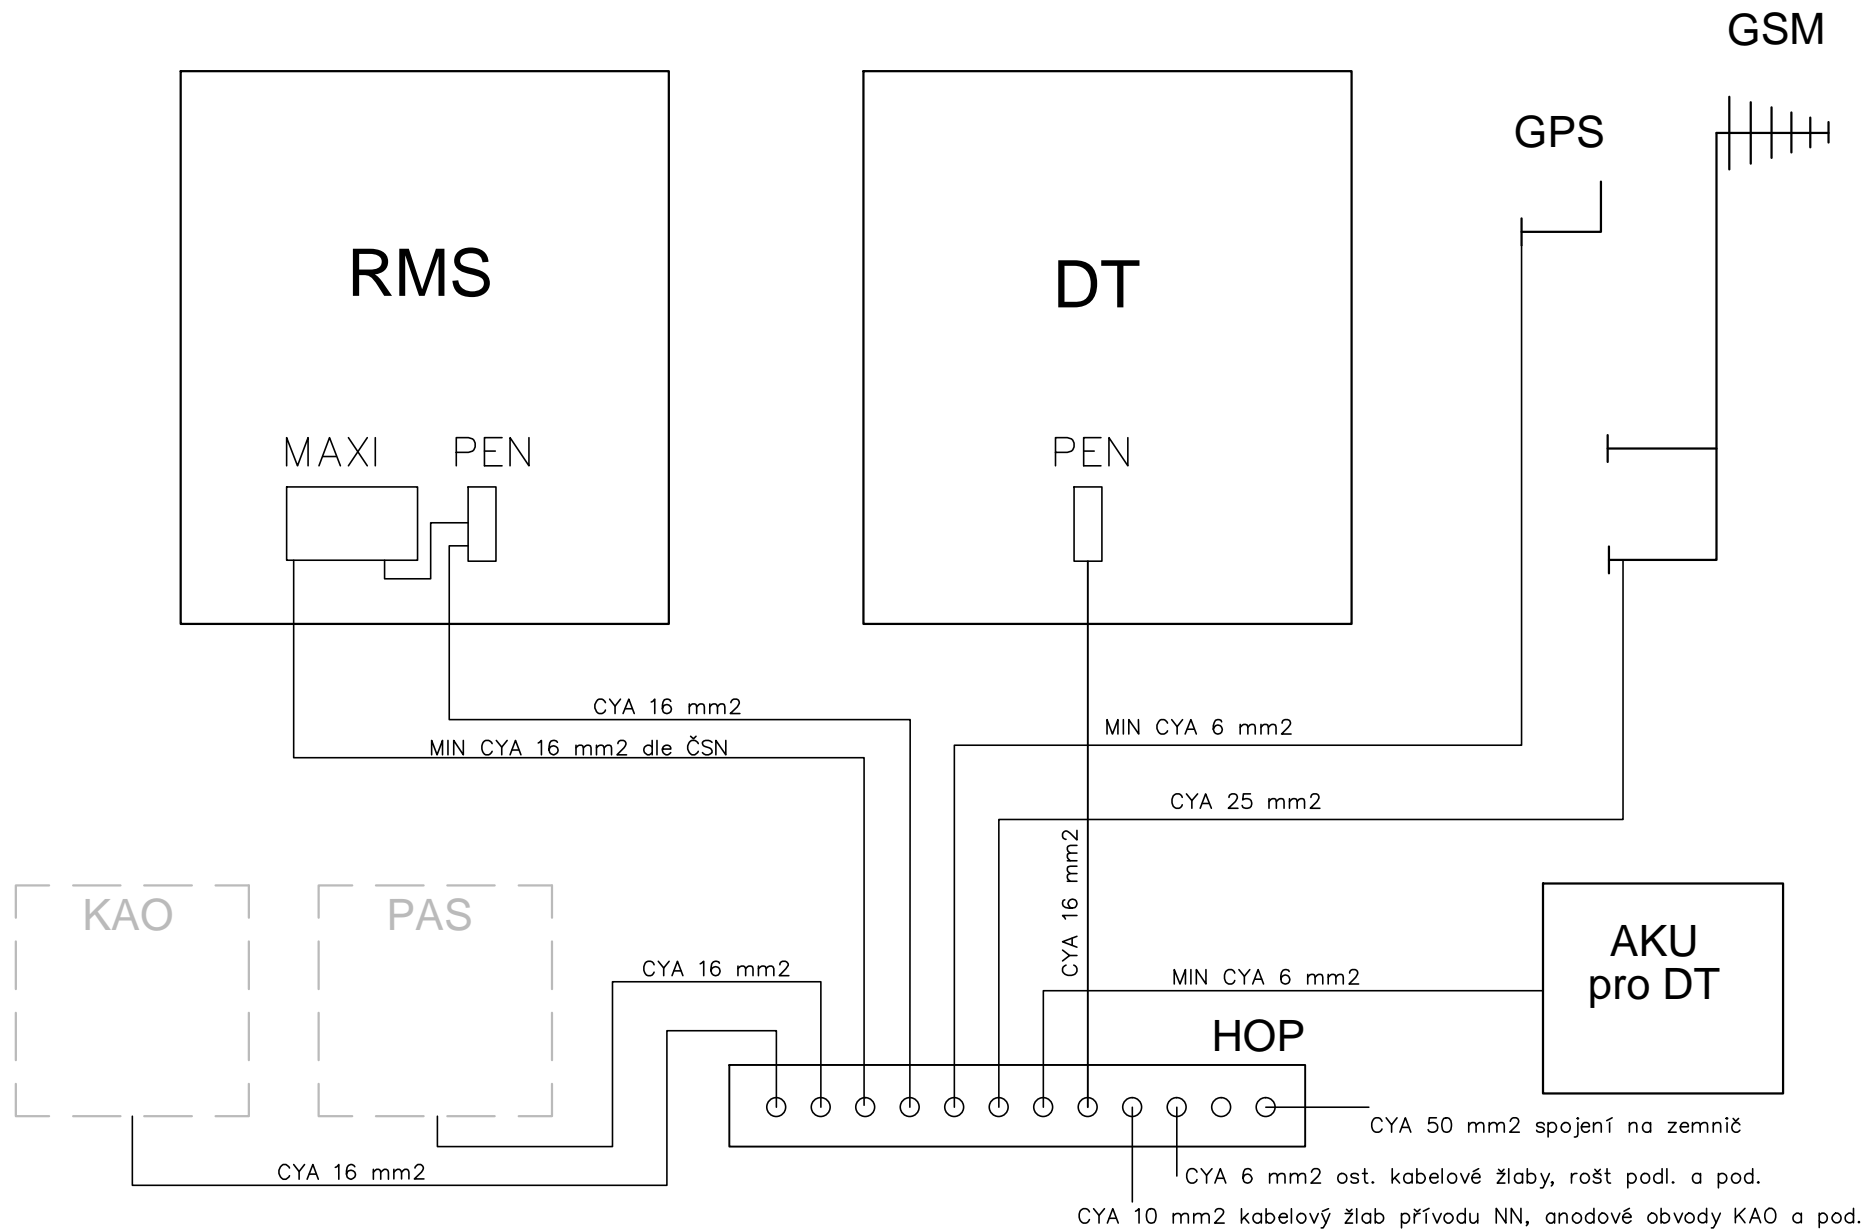 GSM
GPS
RMS
DT
MAXI
PEN
PEN
CYA 16 mm2
MIN CYA 6 mm2
MIN CYA 16 mm2 dle ČSN
CYA 25 mm2
CYA 16 mm2
KAO
PAS
AKU
pro DT
CYA 16 mm2
MIN CYA 6 mm2
HOP
CYA 50 mm2 spojení na zemnič
CYA 16 mm2
CYA 6 mm2 ost. kabelové žlaby, rošt podl. a pod.
CYA 10 mm2 kabelový žlab přívodu NN, anodové obvody KAO a pod.